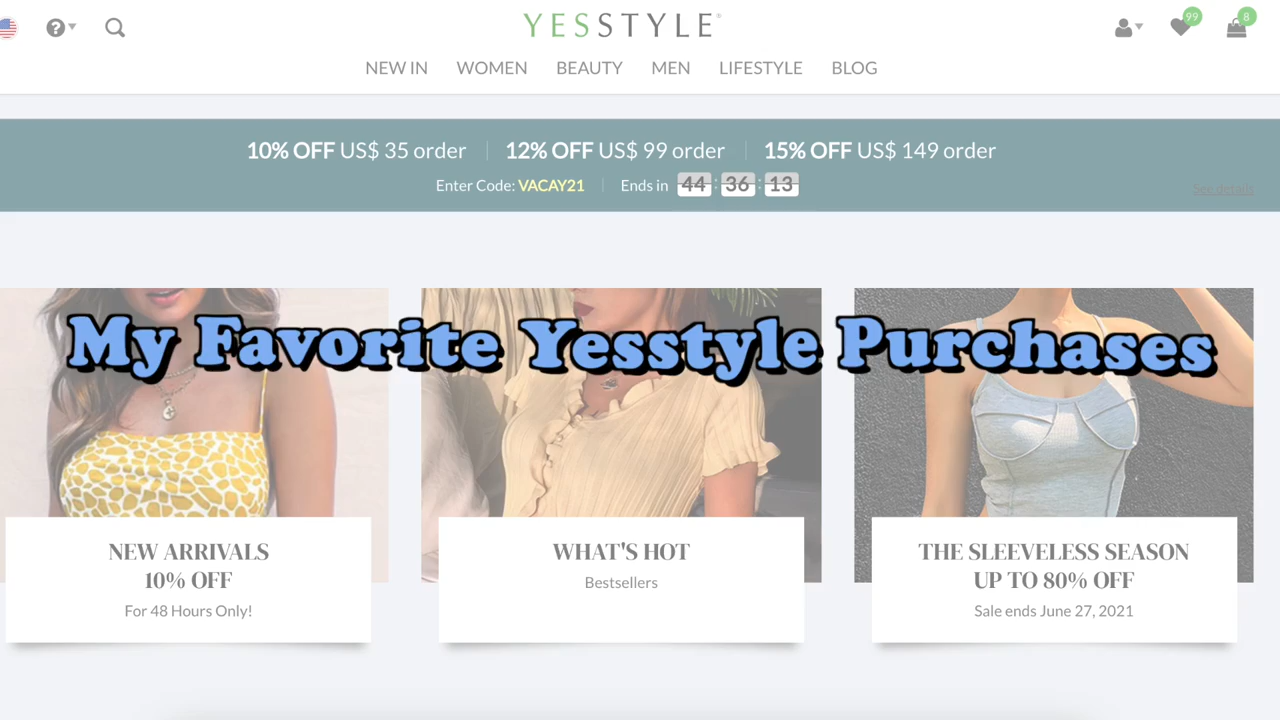 YESSTYLE®
99
8
NEW IN WOMEN BEAUTY MEN LIFESTYLE BLOG
10% OFF US$ 35 order 12% OFF US$ 99 order 15% OFF US$ 149 order
Enter Code: VACAY21 Ends in 44 : 36 : 13
See details
My Favorite Yesstyle Purchases
NEW ARRIVALS
10% OFF
For 48 Hours Only!
WHAT'S HOT
Bestsellers
THE SLEEVELESS SEASON
UP TO 80% OFF
Sale ends June 27, 2021